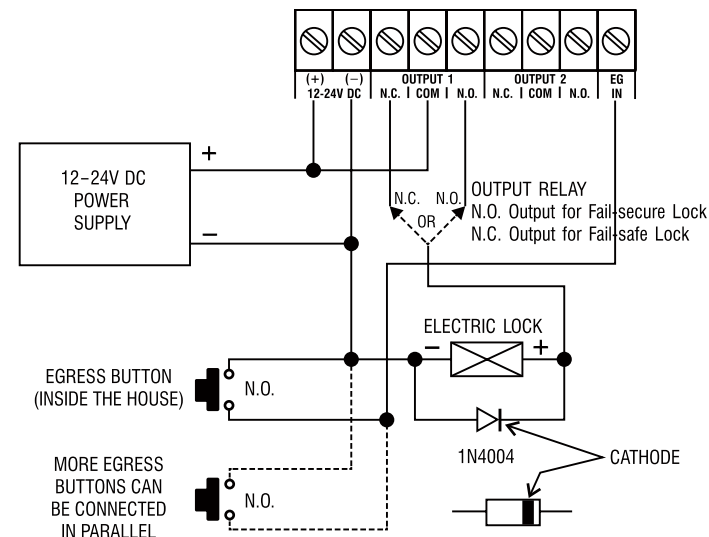 (+) (−) OUTPUT 1 OUTPUT 2 EG
12-24V DC N.C. COM N.O. N.C. COM N.O. IN
+
12-24V DC
POWER
SUPPLY
−
N.C. N.O.
OR
OUTPUT RELAY
N.O. Output for Fail-secure Lock
N.C. Output for Fail-safe Lock
ELECTRIC LOCK
− +
EGRESS BUTTON
(INSIDE THE HOUSE)
N.O.
1N4004
CATHODE
MORE EGRESS
BUTTONS CAN
BE CONNECTED
IN PARALLEL
N.O.